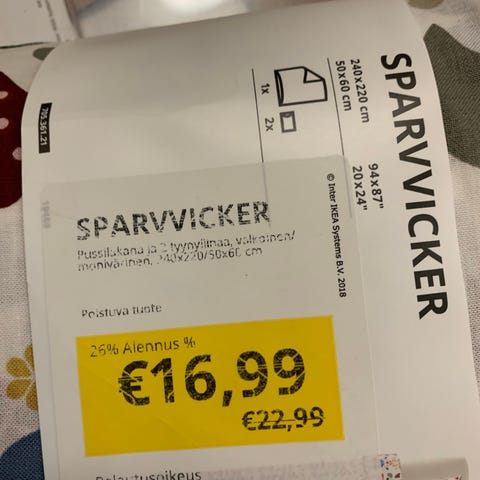 SPARVVICKER
240x220 cm
50x60 cm
94x87"
20x24"
1x
2x
© Inter IKEA Systems B.V. 2018
705.361.21
SPARVVICKER
Pussilakana ja 2 tyynyliinaa, valkoinen/
monivärinen, 240x220/50x60 cm
Poistuva tuote
26% Alennus %
€16,99
€22,99
Palautusoikeus